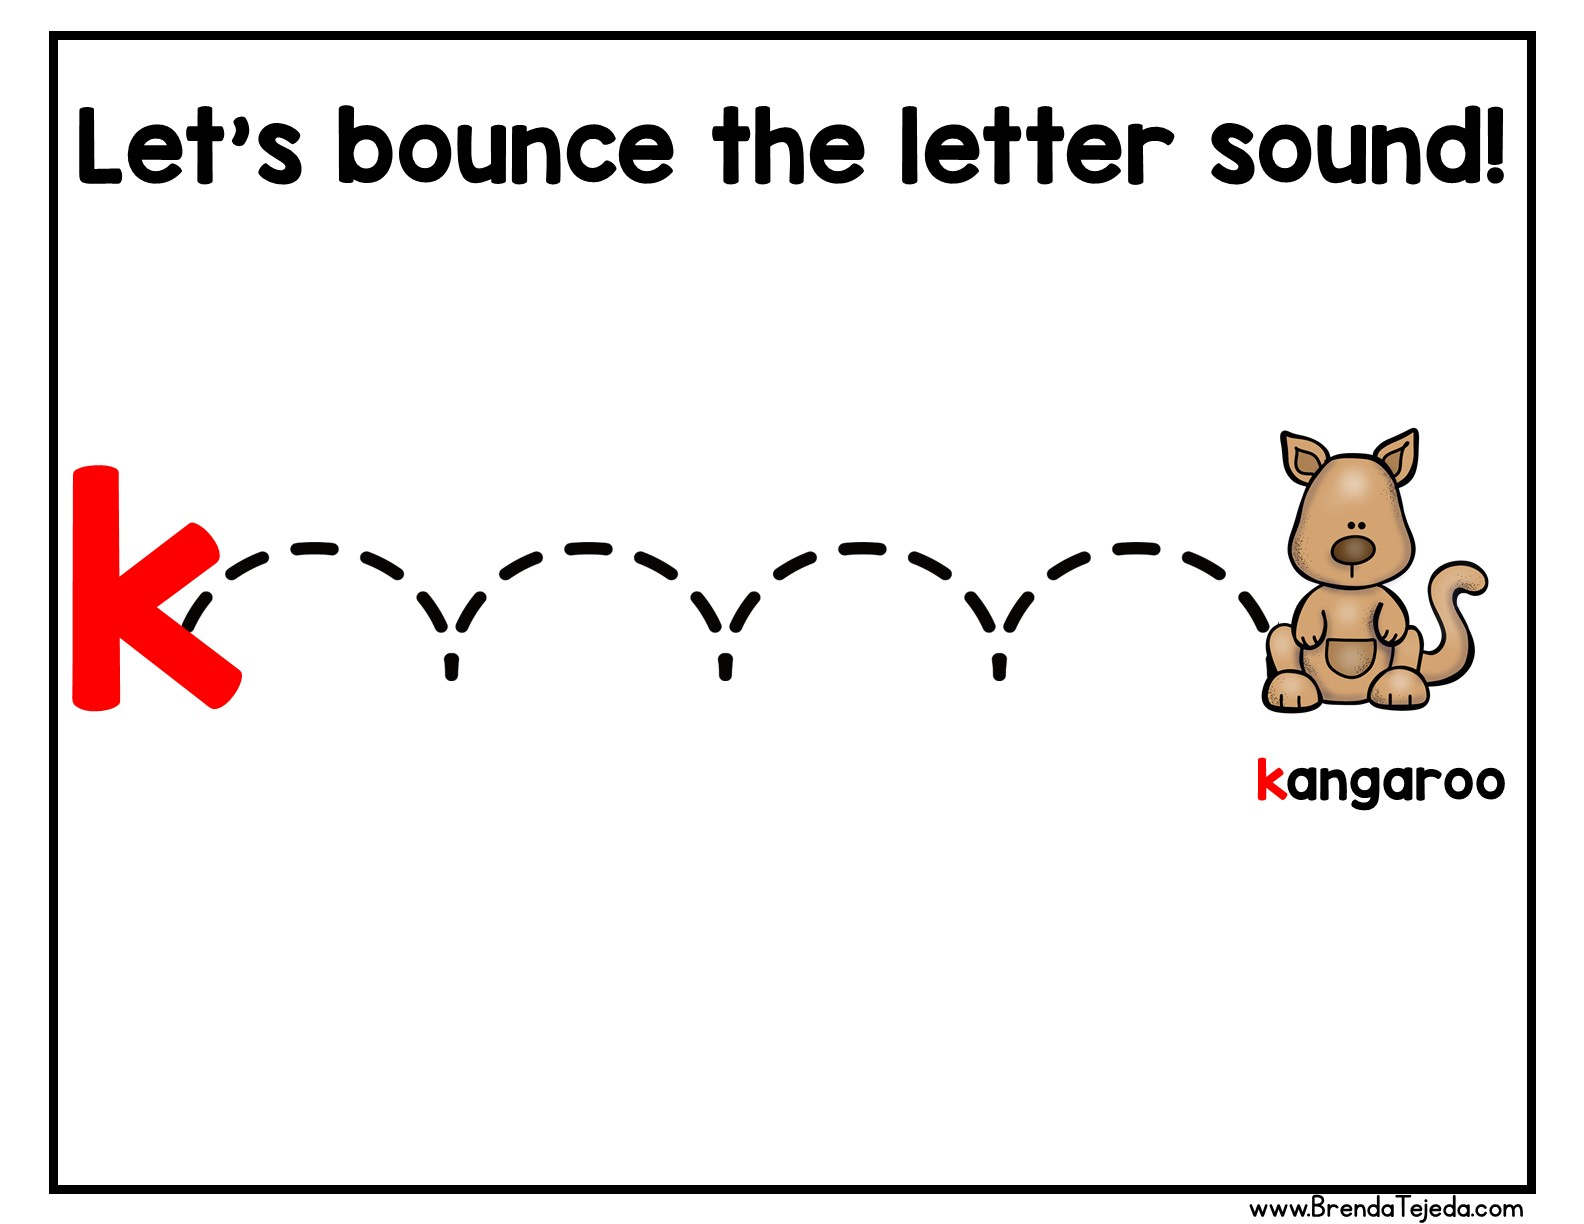 Let's bounce the letter sound!
k
kangaroo
www.BrendaTejeda.com